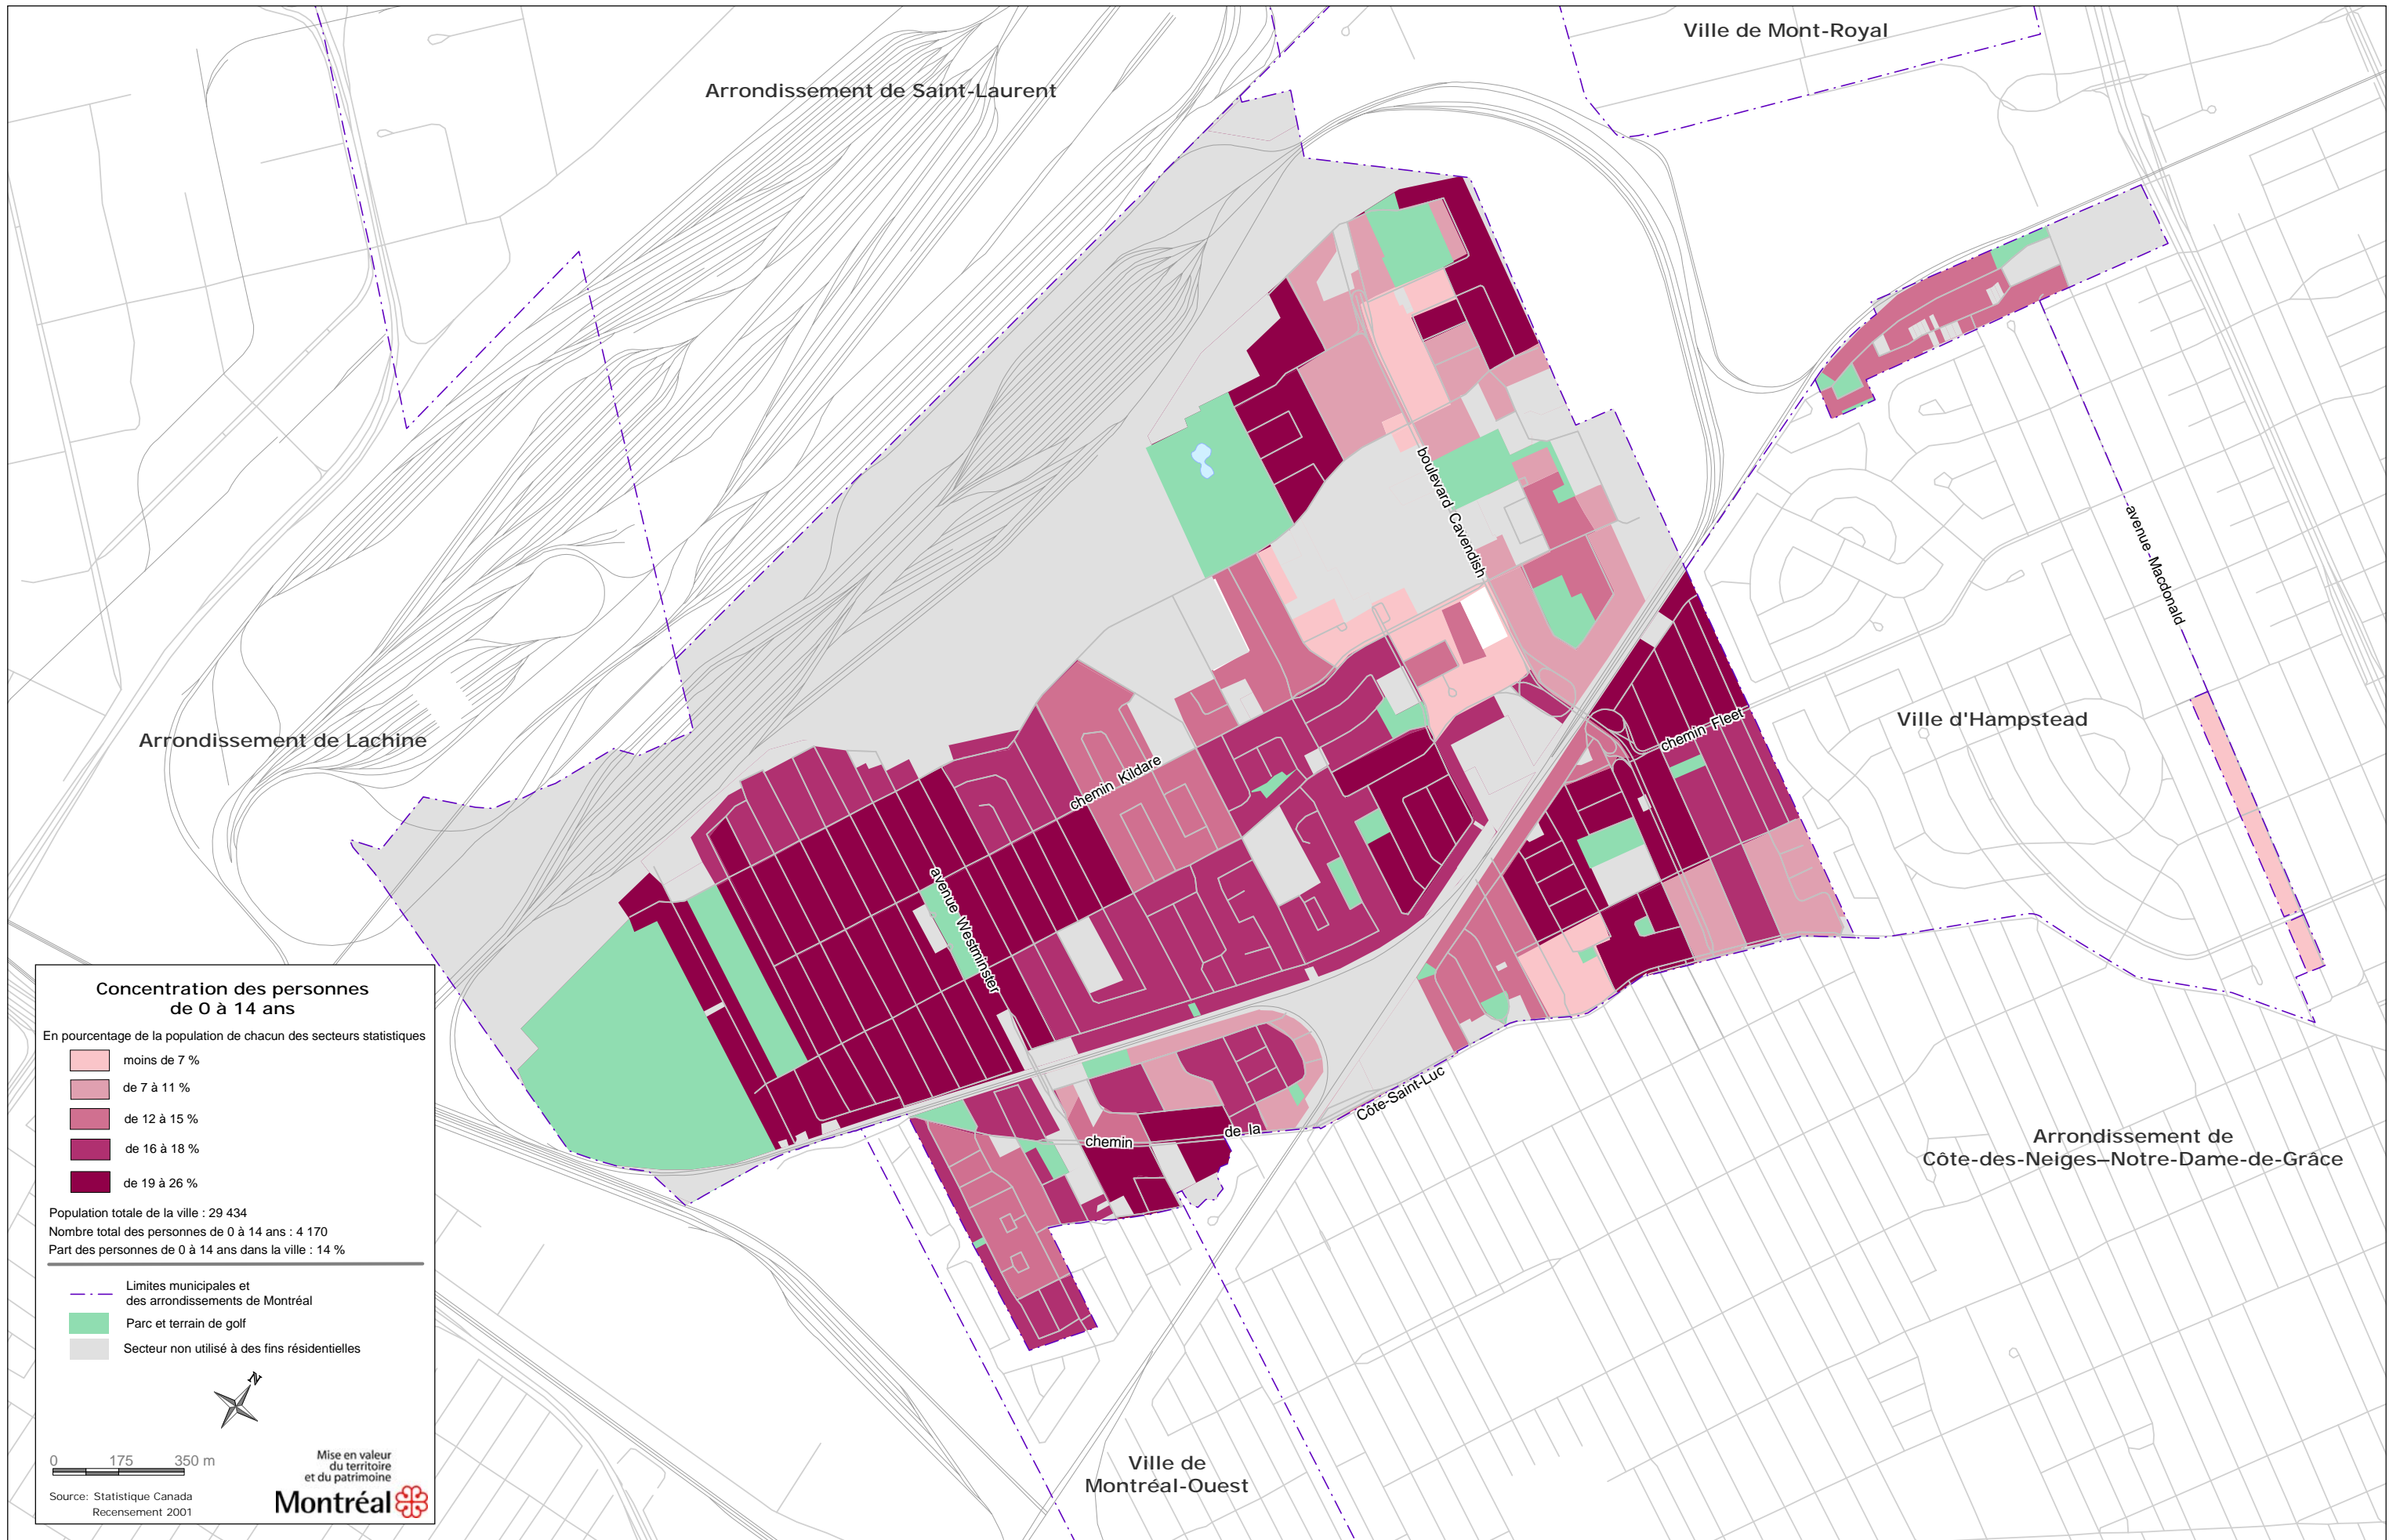 Ville de Mont-Royal
Arrondissement de Saint-Laurent
boulevard Cavendish
avenue Macdonald
Arrondissement de Lachine
Ville d'Hampstead
chemin Fleet
chemin Kildare
avenue Westminster
Côte-Saint-Luc
de la
chemin
Arrondissement de
Côte-des-Neiges–Notre-Dame-de-Grâce
Ville de
Montréal-Ouest
Concentration des personnes
de 0 à 14 ans
En pourcentage de la population de chacun des secteurs statistiques
moins de 7 %
de 7 à 11 %
de 12 à 15 %
de 16 à 18 %
de 19 à 26 %
Population totale de la ville : 29 434
Nombre total des personnes de 0 à 14 ans : 4 170
Part des personnes de 0 à 14 ans dans la ville : 14 %
Limites municipales et
des arrondissements de Montréal
Parc et terrain de golf
Secteur non utilisé à des fins résidentielles
N
0 175 350 m
Source: Statistique Canada
Recensement 2001
Mise en valeur
du territoire
et du patrimoine
Montréal